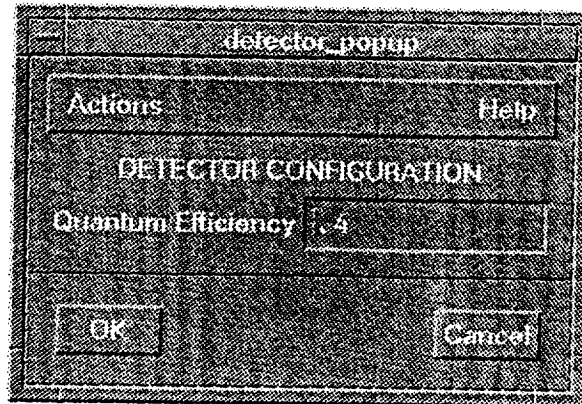 detector_popup
Actions Help
DETECTOR CONFIGURATION
Quantum Efficiency .4
OK Cancel